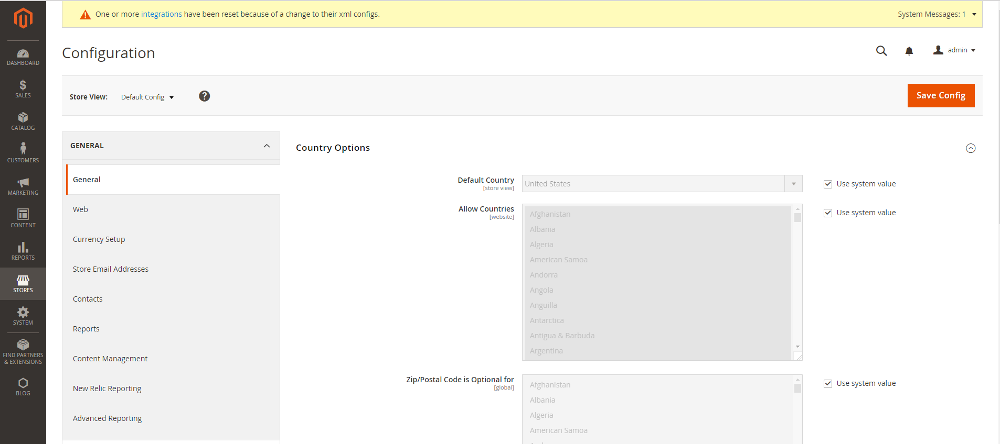 One or more integrations have been reset because of a change to their xml configs.
System Messages: 1
Configuration
admin
Store View:
Default Config
?
Save Config
DASHBOARD
SALES
CATALOG
CUSTOMERS
MARKETING
CONTENT
REPORTS
STORES
SYSTEM
FIND PARTNERS
& EXTENSIONS
BLOG
GENERAL
General
Web
Currency Setup
Store Email Addresses
Contacts
Reports
Content Management
New Relic Reporting
Advanced Reporting
Country Options
Default Country
[store view]
United States
Use system value
Allow Countries
[website]
Afghanistan
Albania
Algeria
American Samoa
Andorra
Angola
Anguilla
Antarctica
Antigua & Barbuda
Argentina
Use system value
Zip/Postal Code is Optional for
[global]
Afghanistan
Albania
Algeria
American Samoa
Use system value